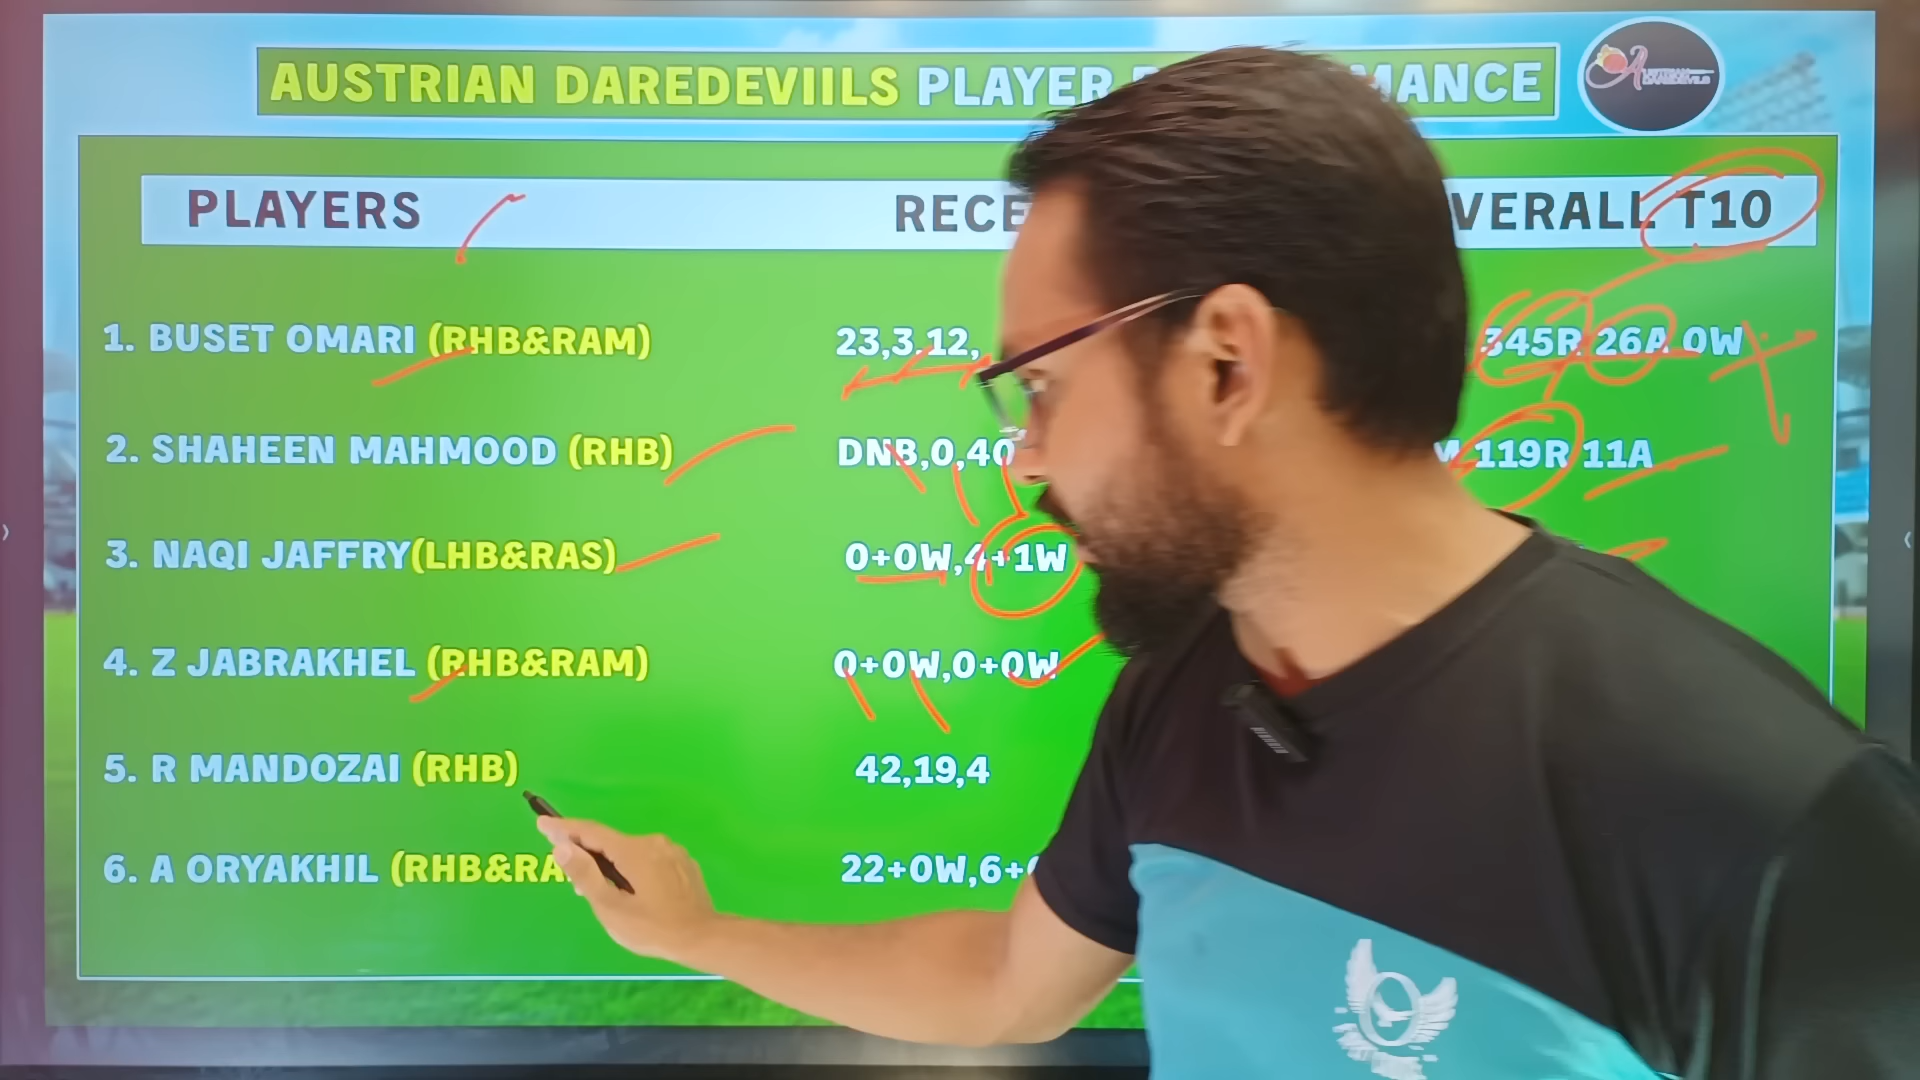 AUSTRIAN DAREDEVIILS PLAYER MANCE
PLAYERS RECE VERALL T10
1. BUSET OMARI (RHB&RAM) 23,3,12, 345R 26A 0W
2. SHAHEEN MAHMOOD (RHB) DNB,0,40 119R 11A
3. NAQI JAFFRY(LHB&RAS) 0+0W,4+1W
4. Z JABRAKHEL (RHB&RAM) 0+0W,0+0W
5. R MANDOZAI (RHB) 42,19,4
6. A ORYAKHIL (RHB&RA 22+0W,6+